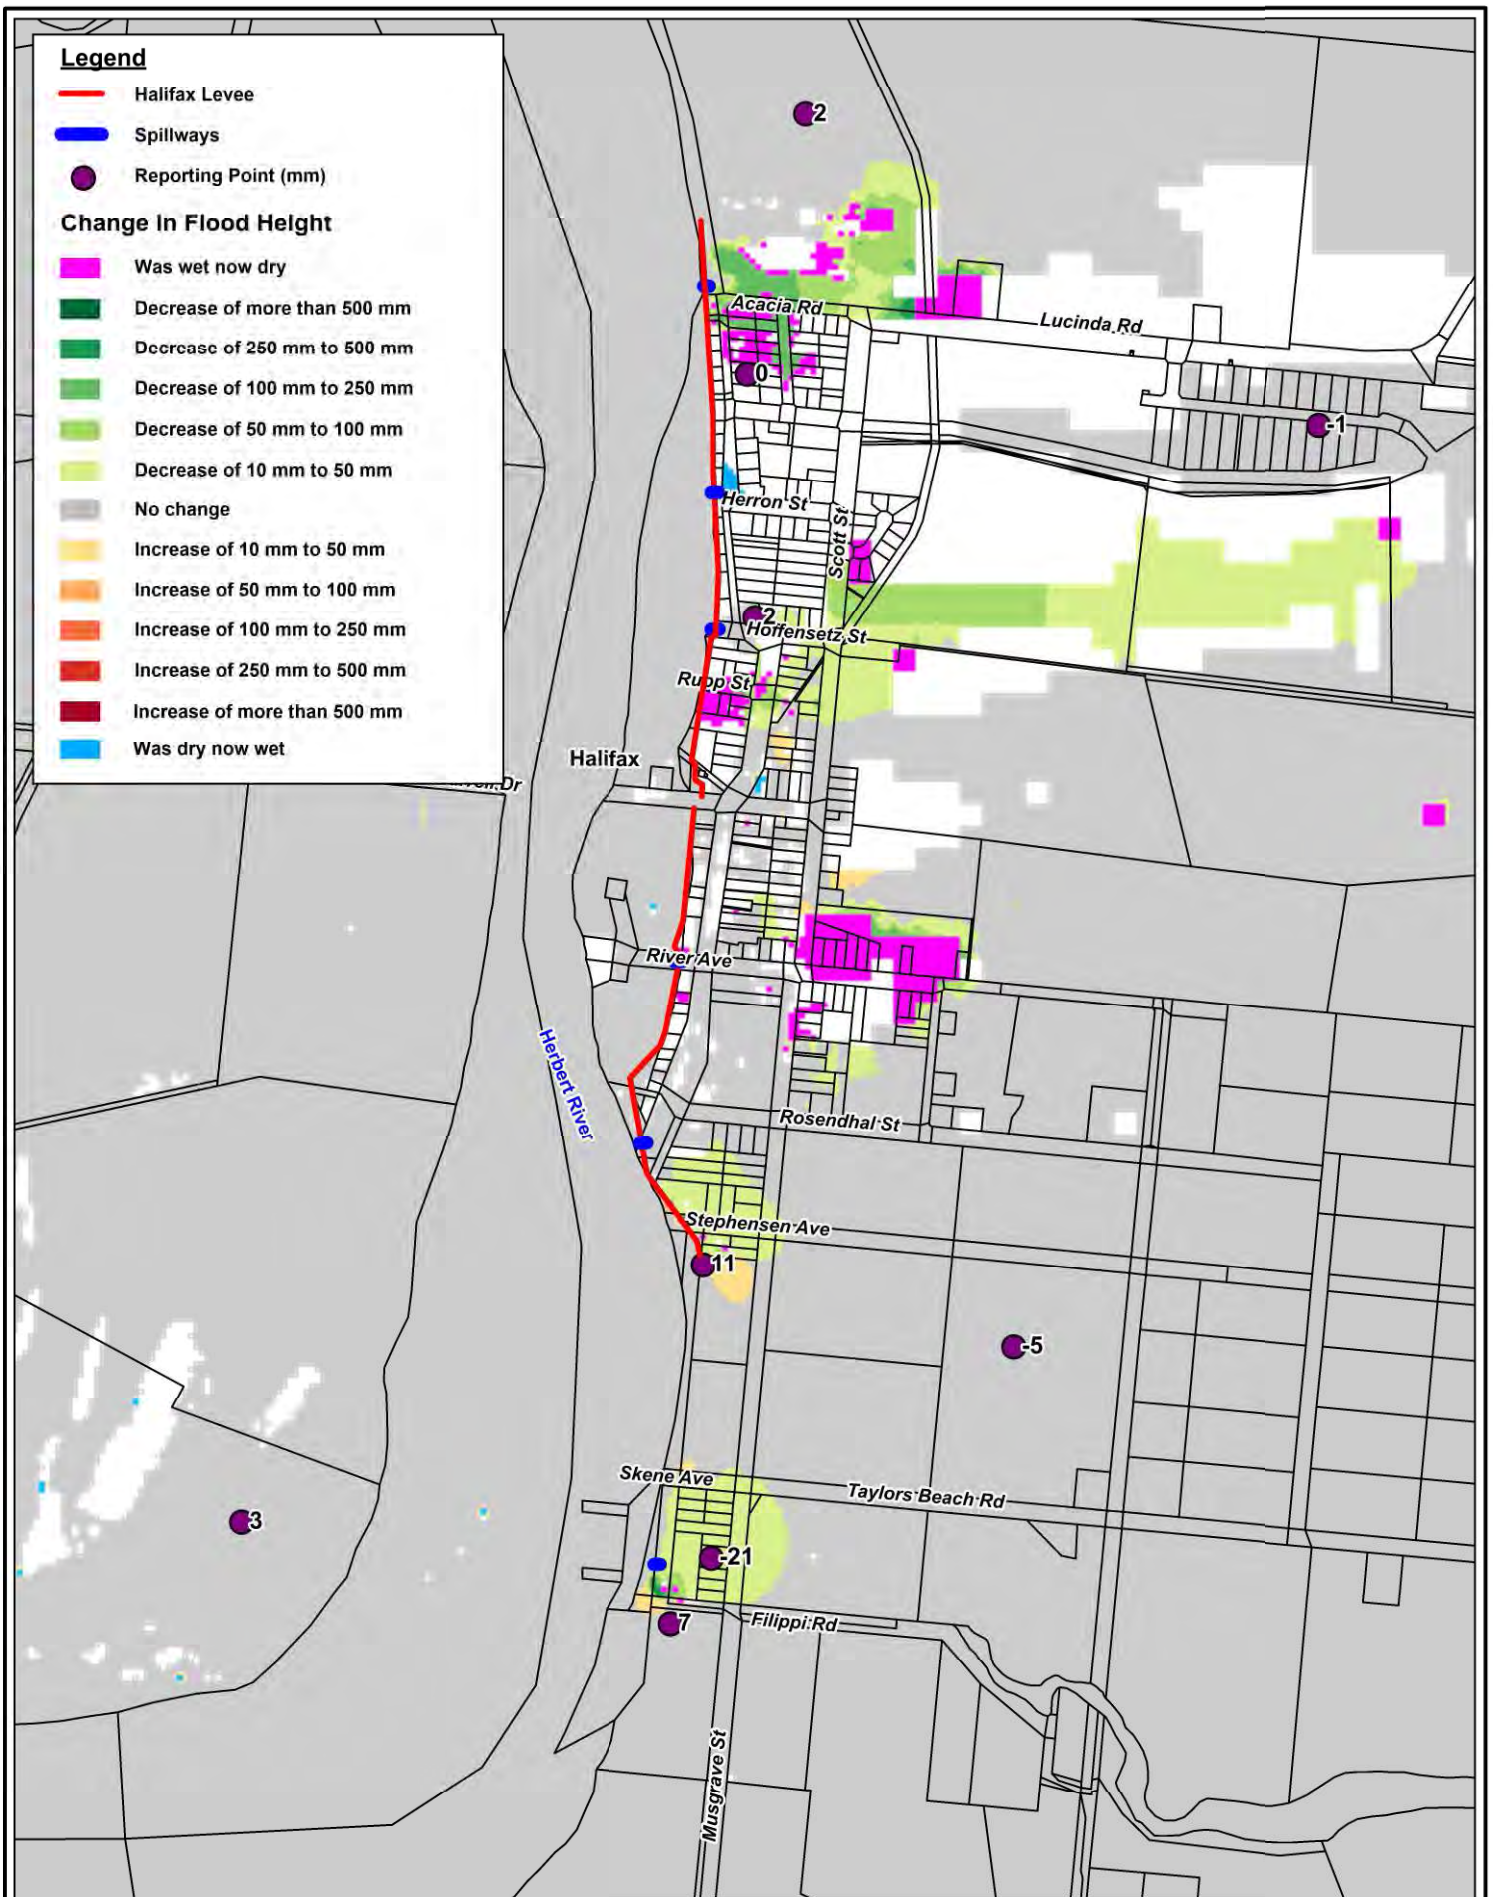 Legend
Halifax Levee
Spillways
Reporting Point (mm)
Change In Flood Height
Was wet now dry
Decrease of more than 500 mm
Decrease of 250 mm to 500 mm
Decrease of 100 mm to 250 mm
Decrease of 50 mm to 100 mm
Decrease of 10 mm to 50 mm
No change
Increase of 10 mm to 50 mm
Increase of 50 mm to 100 mm
Increase of 100 mm to 250 mm
Increase of 250 mm to 500 mm
Increase of more than 500 mm
Was dry now wet
2
Acacia Rd
Lucinda Rd
0
-1
Herron St
Scott St
2
Hoffensetz St
Rupp St
Halifax
Dr
River Ave
Herbert River
Rosendhal St
Stephensen Ave
11
-5
Skene Ave
Taylors Beach Rd
3
-21
7
Filippi Rd
Musgrave St